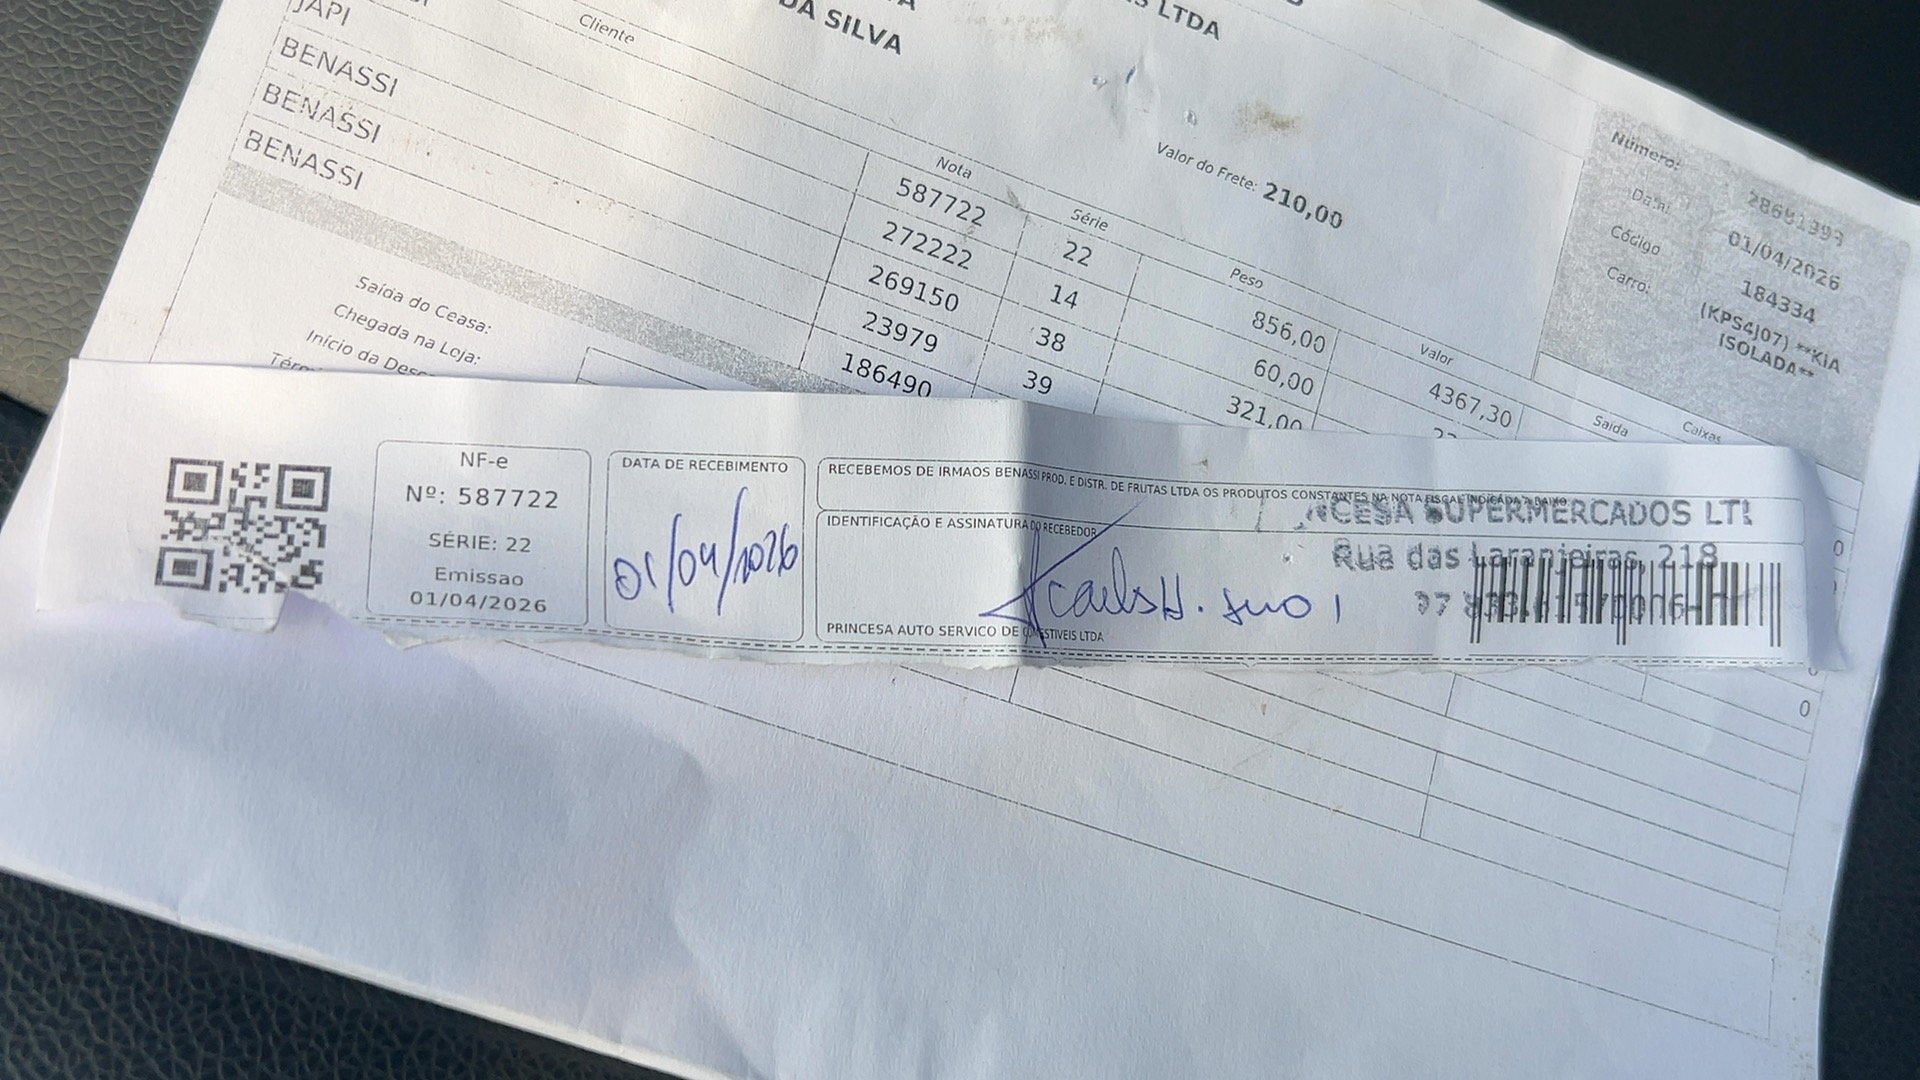 DA SILVA
S LTDA
Cliente
JAPI
BENASSI
BENASSI
BENASSI
Valor do Frete: 210,00
Número:
Data: 01/04/2026
Código 184334
Carro: (KPS4J07) **KIA
ISOLADA**
Nota Série Peso Valor Saida Caixas
587722 22 856,00 4367,30
272222 14 60,00
269150 38 321,00
23979 39
186490
Saída do Ceasa:
Chegada na Loja:
Início da Desc
NF-e
Nº: 587722
SÉRIE: 22
Emissao
01/04/2026
DATA DE RECEBIMENTO
01/04/2026
RECEBEMOS DE IRMAOS BENASSI PROD. E DISTR. DE FRUTAS LTDA OS PRODUTOS CONSTANTES NA NOTA FISCAL INDICADA ABAIXO
IDENTIFICAÇÃO E ASSINATURA DO RECEBEDOR
PRINCESA AUTO SERVICO DE COMESTIVEIS LTDA
CESA SUPERMERCADOS LT
Rua das Laranjeiras, 218
0
0